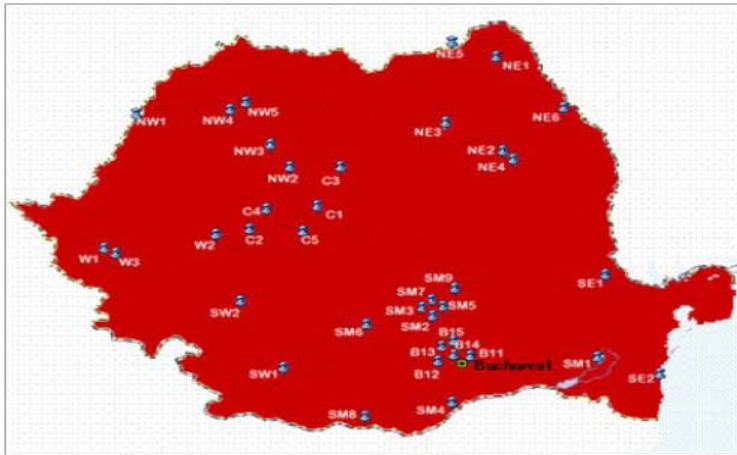 NE5
NE1
NW5
NW4
NW1
NE6
NE3
NW3
NE2
NE4
NW2
C3
C4
C1
W2
C2
C5
W1
W3
SE1
SM9
SM7
SM3
SM5
SM2
SW2
SM6
B15
B14
B13
B11
Bucharest
B12
SM1
SW1
SE2
SM4
SM8